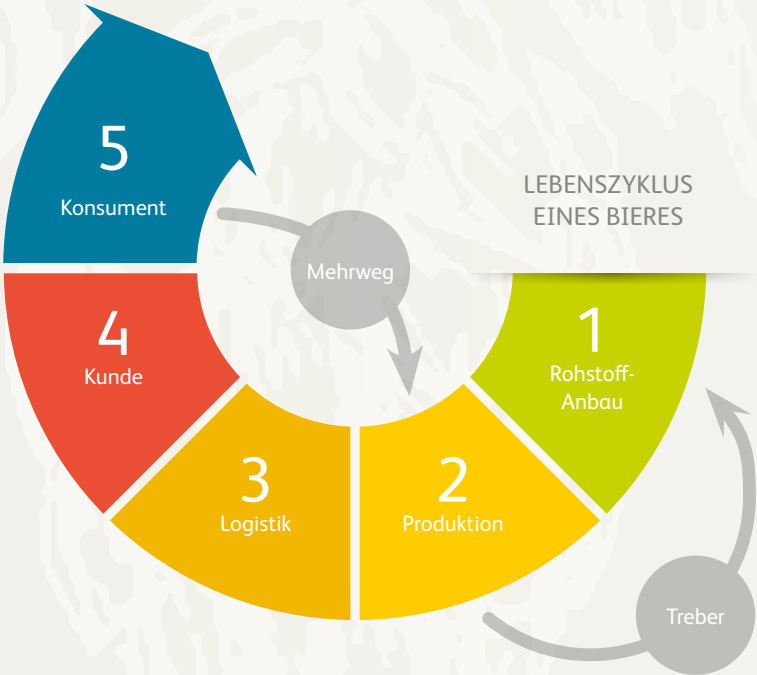 LEBENSZYKLUS
EINES BIERES
1
Rohstoff-
Anbau
2
Produktion
3
Logistik
4
Kunde
5
Konsument
Mehrweg
Treber